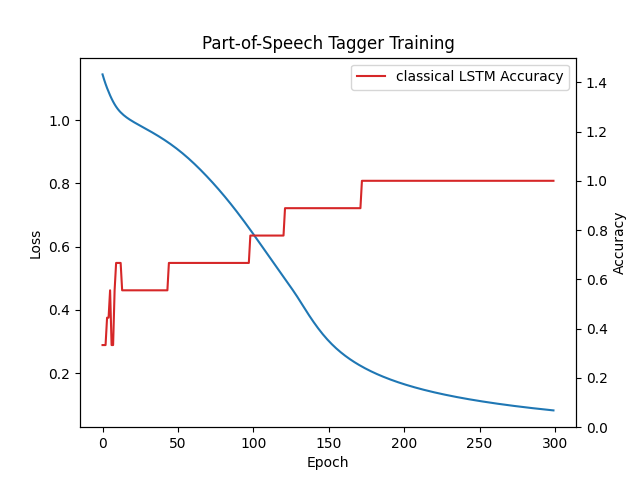 Part-of-Speech Tagger Training
classical LSTM Accuracy
Loss
1.0
0.8
0.6
0.4
0.2
1.4
1.2
1.0
0.8
0.6
0.4
0.2
0.0
Accuracy
0 50 100 150 200 250 300
Epoch